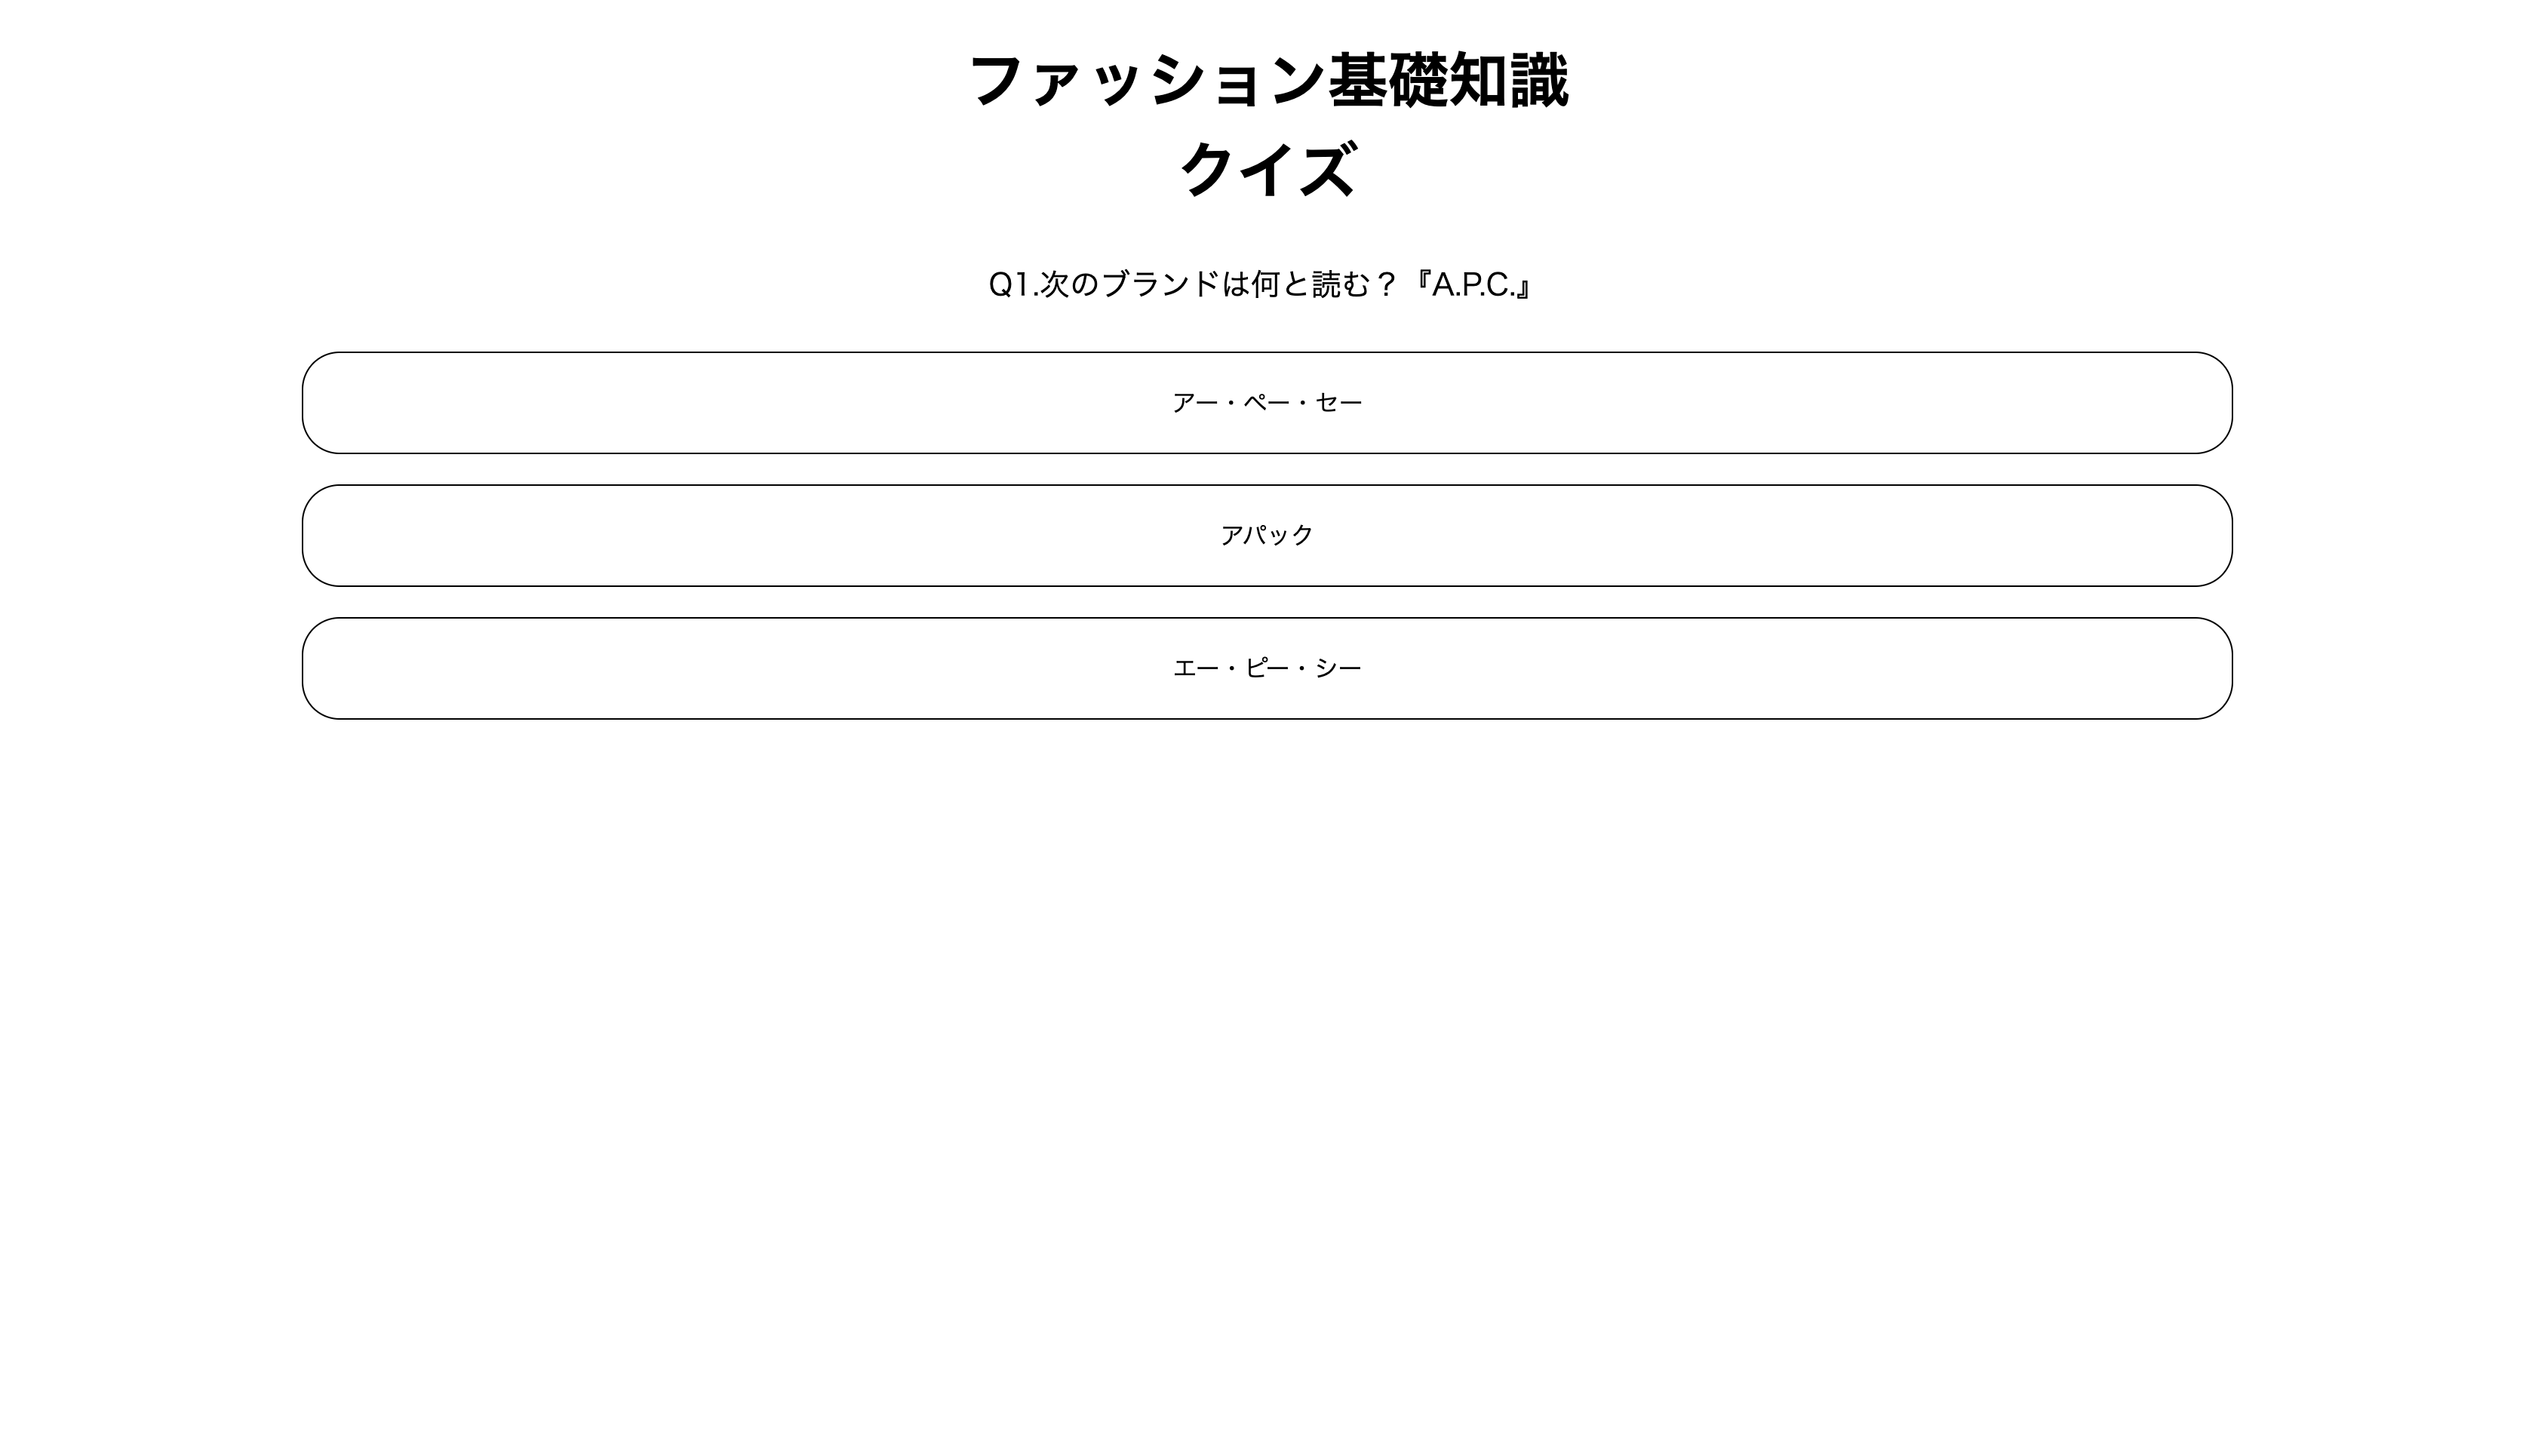 ファッション基礎知識
クイズ
Q1.次のブランドは何と読む？『A.P.C.』
アー・ペー・セー
アパック
エー・ピー・シー